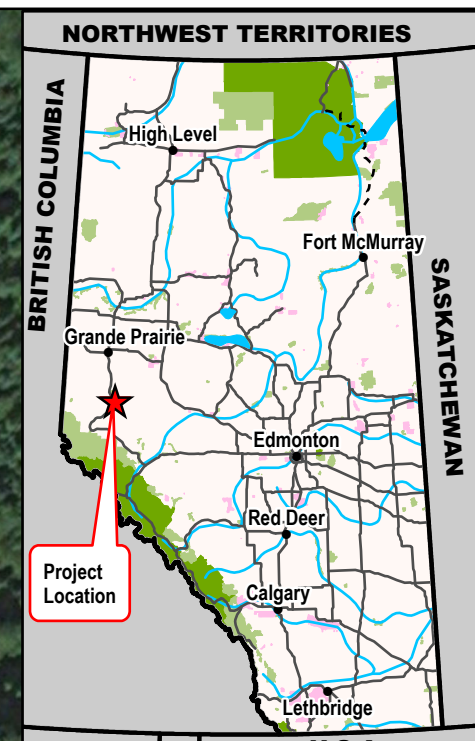 NORTHWEST TERRITORIES
BRITISH COLUMBIA
High Level
Fort McMurray
SASKATCHEWAN
Grande Prairie
Edmonton
Red Deer
Project
Location
Calgary
Lethbridge